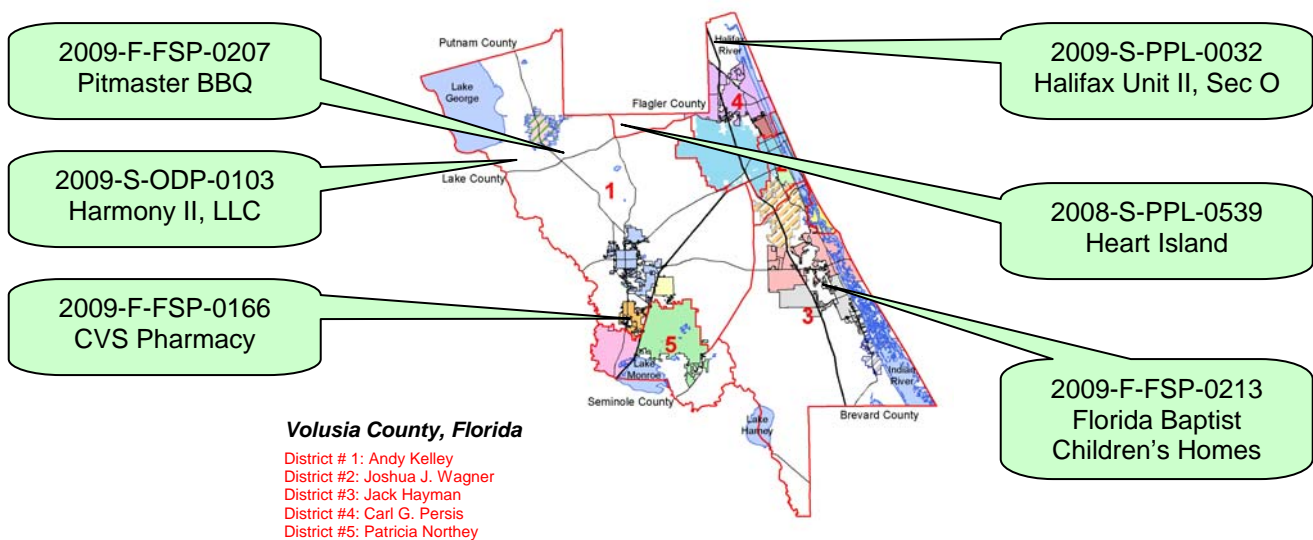 2009-F-FSP-0207
Pitmaster BBQ
2009-S-ODP-0103
Harmony II, LLC
2009-F-FSP-0166
CVS Pharmacy
Putnam County
Lake
George
Flagler County
Halifax
River
4
Lake County
1
2
3
5
Lake
Monroe
Seminole County
Lake
Harney
Indian
River
Brevard County
2009-S-PPL-0032
Halifax Unit II, Sec O
2008-S-PPL-0539
Heart Island
2009-F-FSP-0213
Florida Baptist
Children's Homes
Volusia County, Florida
District # 1: Andy Kelley
District #2: Joshua J. Wagner
District #3: Jack Hayman
District #4: Carl G. Persis
District #5: Patricia Northey